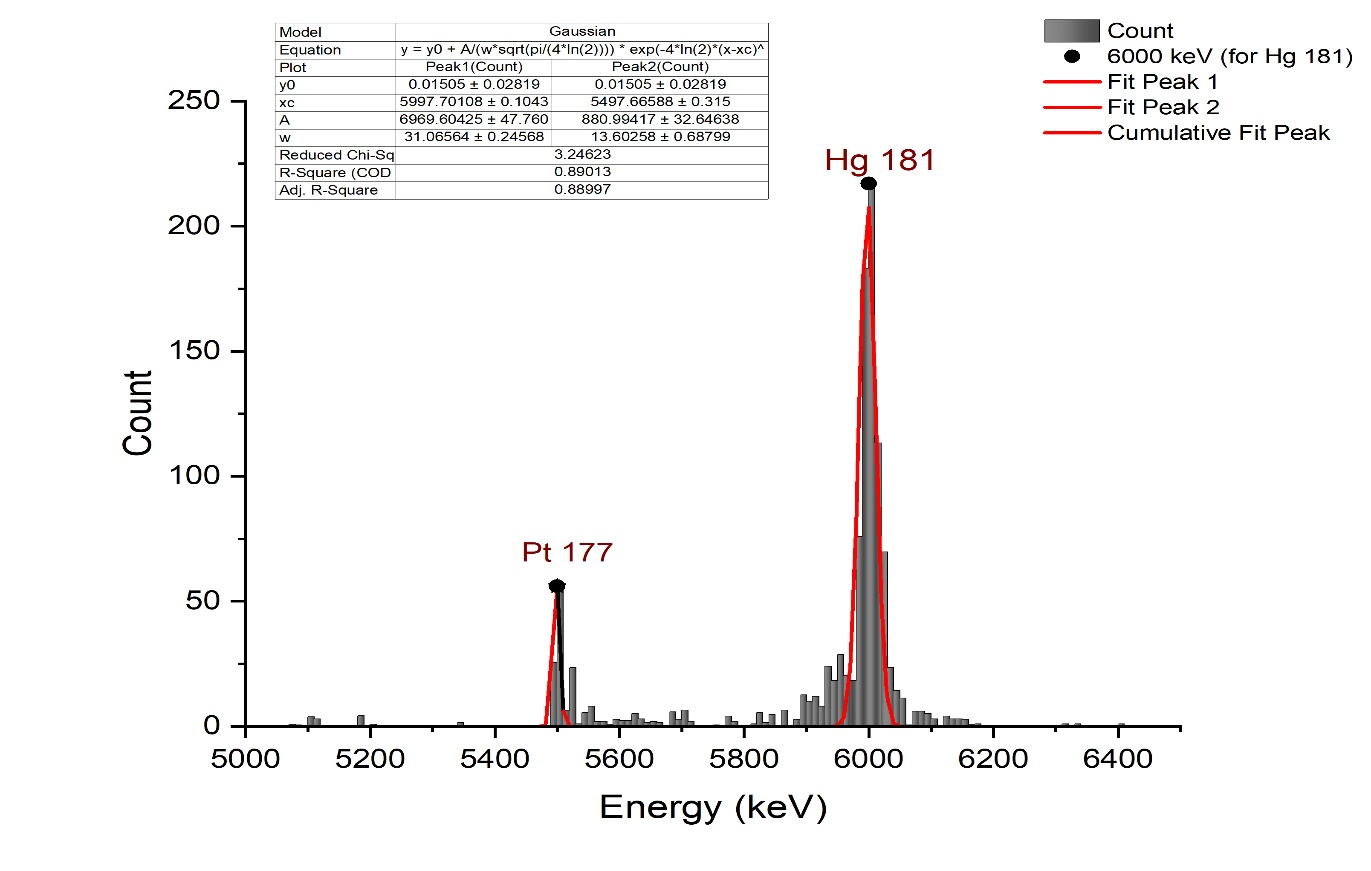 Model Gaussian
Equation y = y0 + A/(w*sqrt(pi/(4*ln(2)))) * exp(-4*ln(2)*(x-xc)^
Plot Peak1(Count) Peak2(Count)
y0 0.01505 ± 0.02819 0.01505 ± 0.02819
xc 5997.70108 ± 0.1043 5497.66588 ± 0.315
A 6969.60425 ± 47.760 880.99417 ± 32.64638
w 31.06564 ± 0.24568 13.60258 ± 0.68799
Reduced Chi-Sq 3.24623
R-Square (COD 0.89013
Adj. R-Square 0.88997
Count
6000 keV (for Hg 181)
Fit Peak 1
Fit Peak 2
Cumulative Fit Peak
250
200
150
100
50
0
Count
Hg 181
Pt 177
5000 5200 5400 5600 5800 6000 6200 6400
Energy (keV)